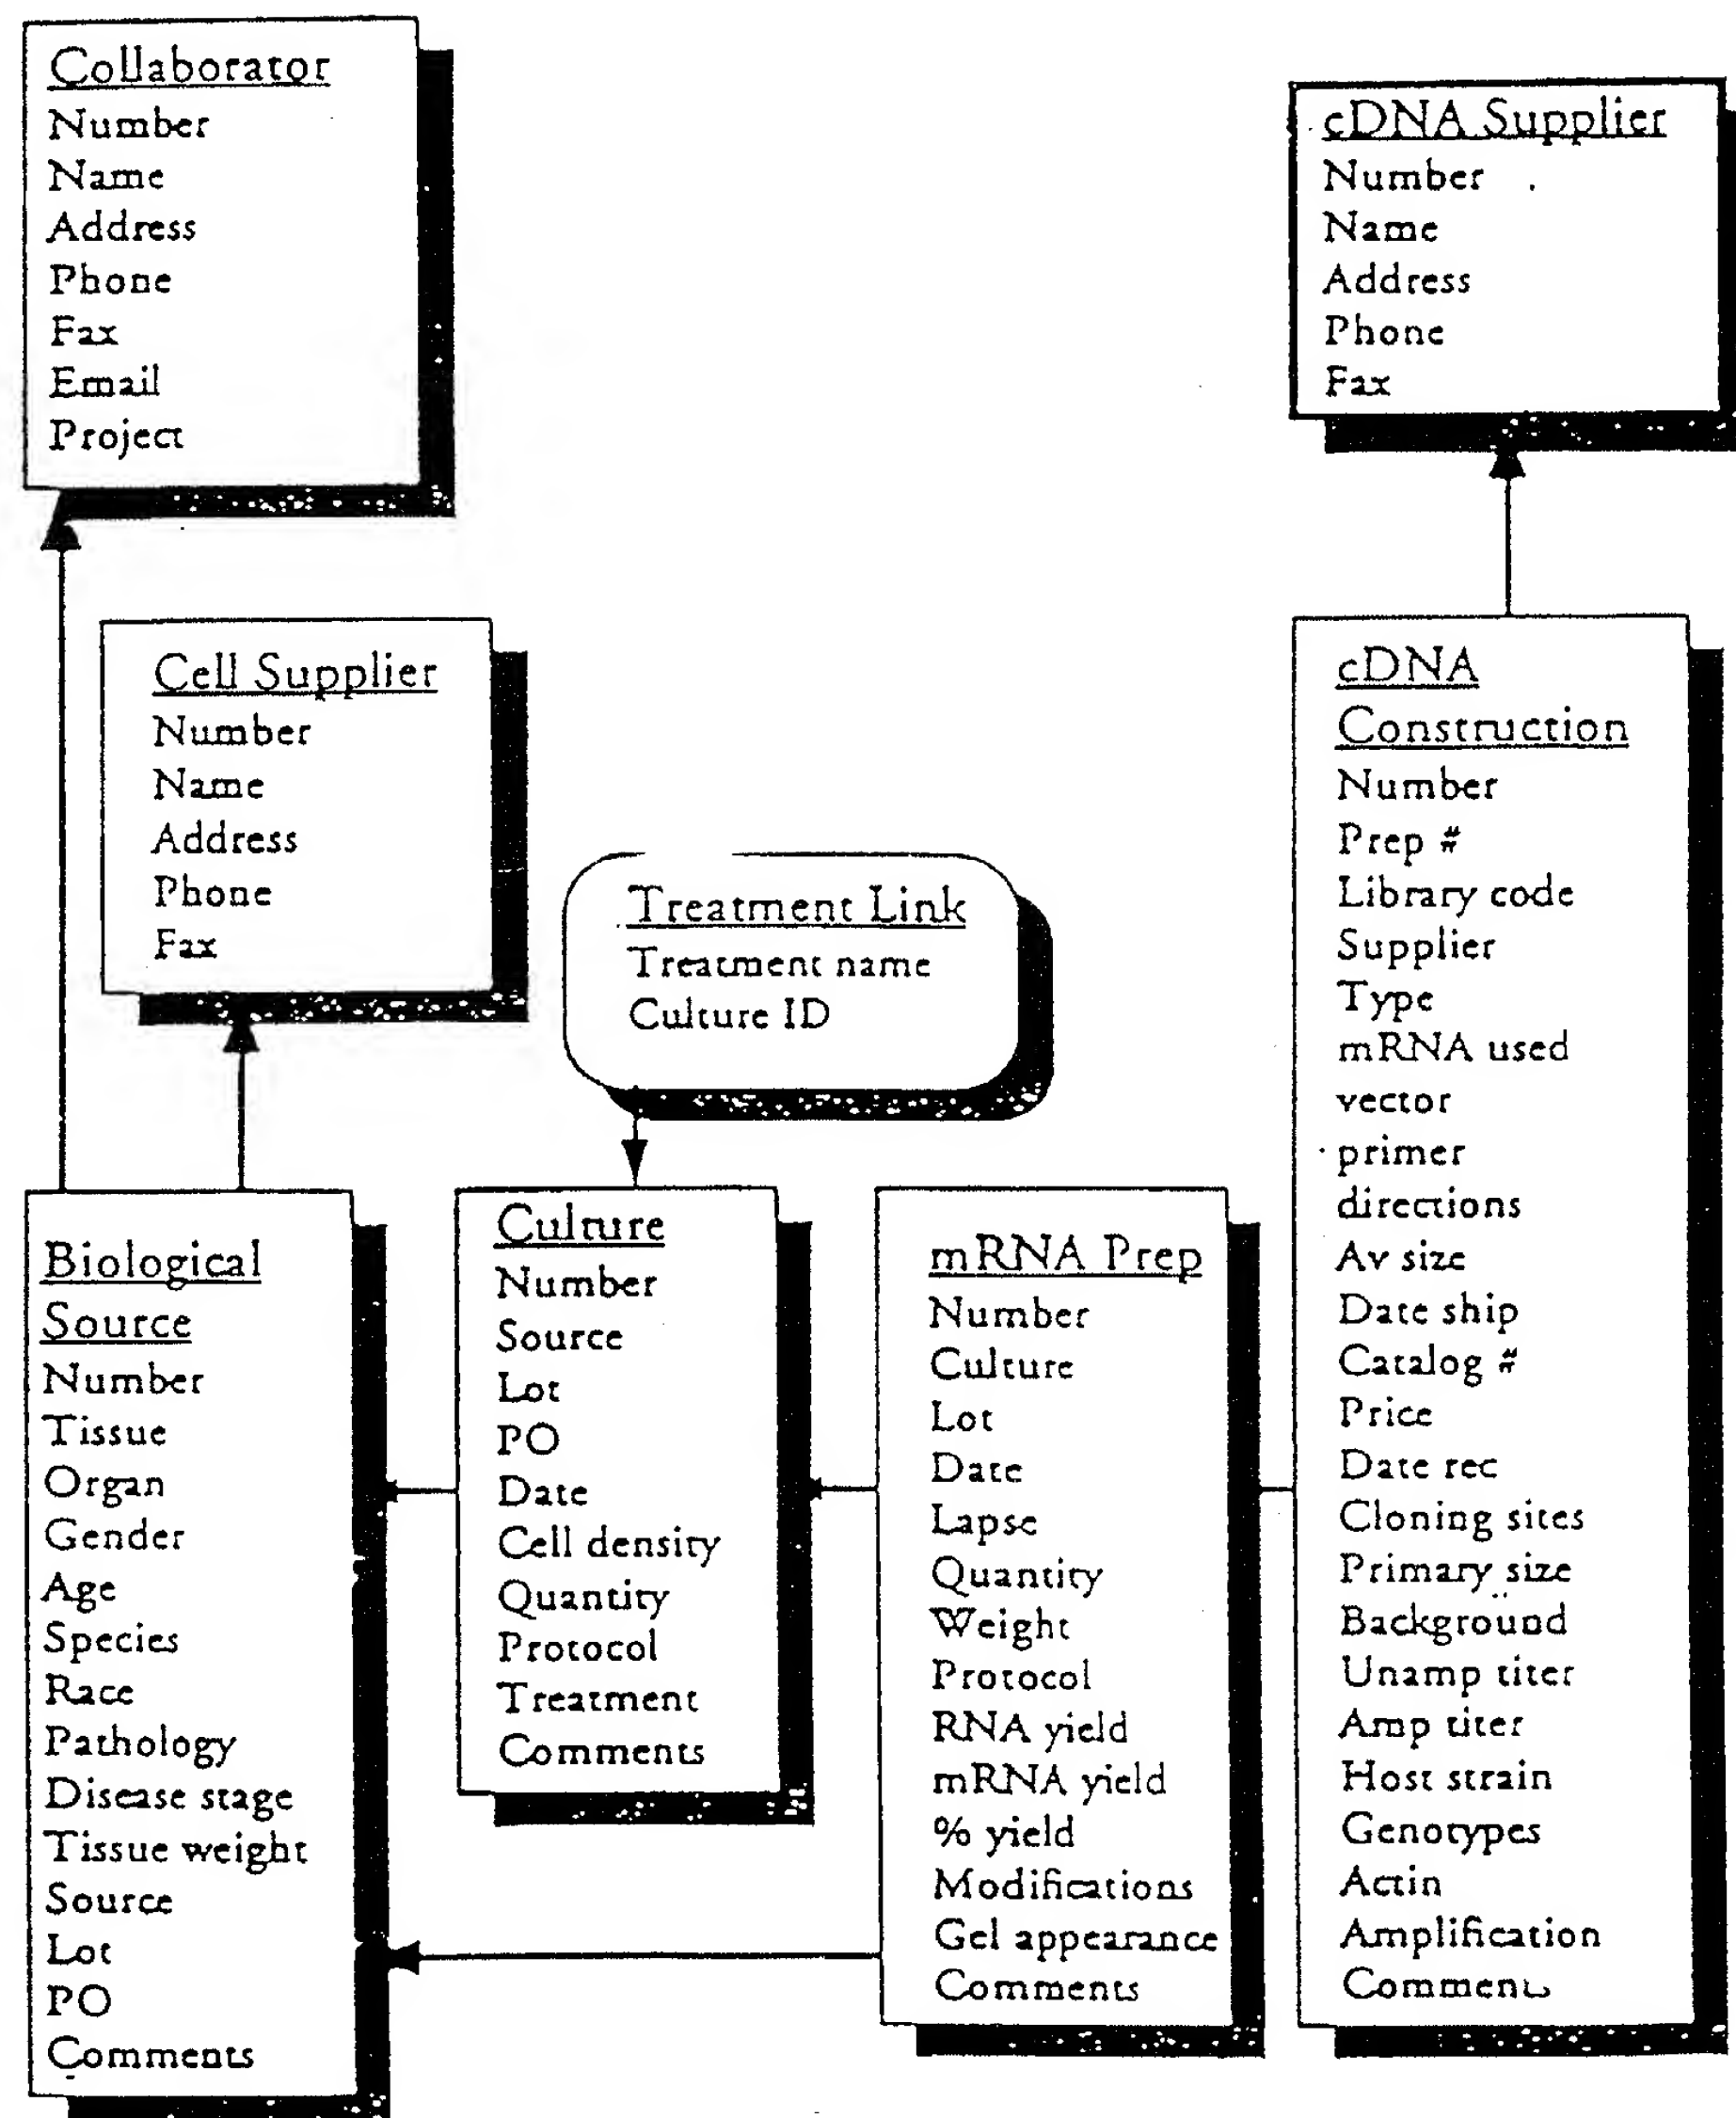 Collaborator
Number
Name
Address
Phone
Fax
Email
Project
cDNA Supplier
Number
Name
Address
Phone
Fax
Cell Supplier
Number
Name
Address
Phone
Fax
Treatment Link
Treatment name
Culture ID
Biological
Source
Number
Tissue
Organ
Gender
Age
Species
Race
Pathology
Disease stage
Tissue weight
Source
Lot
PO
Comments
Culture
Number
Source
Lot
PO
Date
Cell density
Quantity
Protocol
Treatment
Comments
mRNA Prep
Number
Culture
Lot
Date
Lapse
Quantity
Weight
Protocol
RNA yield
mRNA yield
% yield
Modifications
Gel appearance
Comments
cDNA
Construction
Number
Prep #
Library code
Supplier
Type
mRNA used
vector
primer
directions
Av size
Date ship
Catalog #
Price
Date rec
Cloning sites
Primary size
Background
Unamp titer
Amp titer
Host strain
Genotypes
Actin
Amplification
Comments